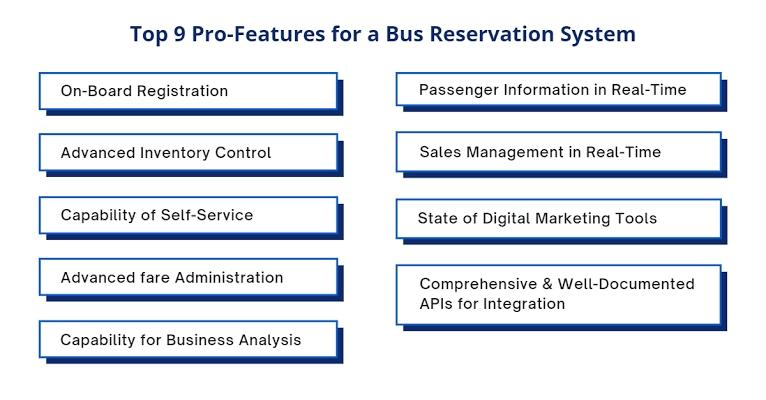 Top 9 Pro-Features for a Bus Reservation System
On-Board Registration
Advanced Inventory Control
Capability of Self-Service
Advanced fare Administration
Capability for Business Analysis
Passenger Information in Real-Time
Sales Management in Real-Time
State of Digital Marketing Tools
Comprehensive & Well-Documented
APIs for Integration